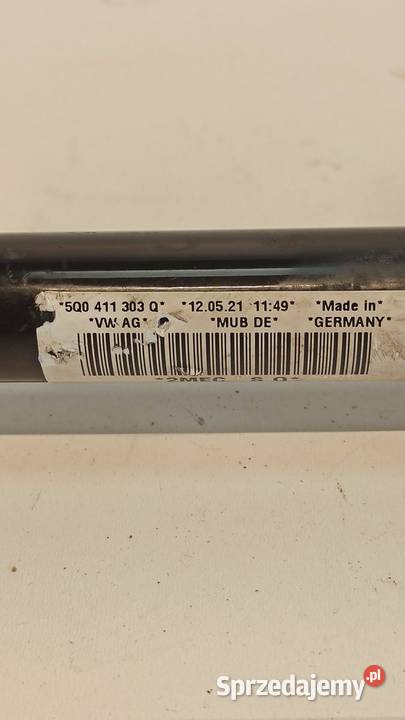 *5Q0 411 303 Q* *12.05.21 11:49* *Made in*
*VW AG* *MUB DE* *GERMANY*
Sprzedajemy.pl